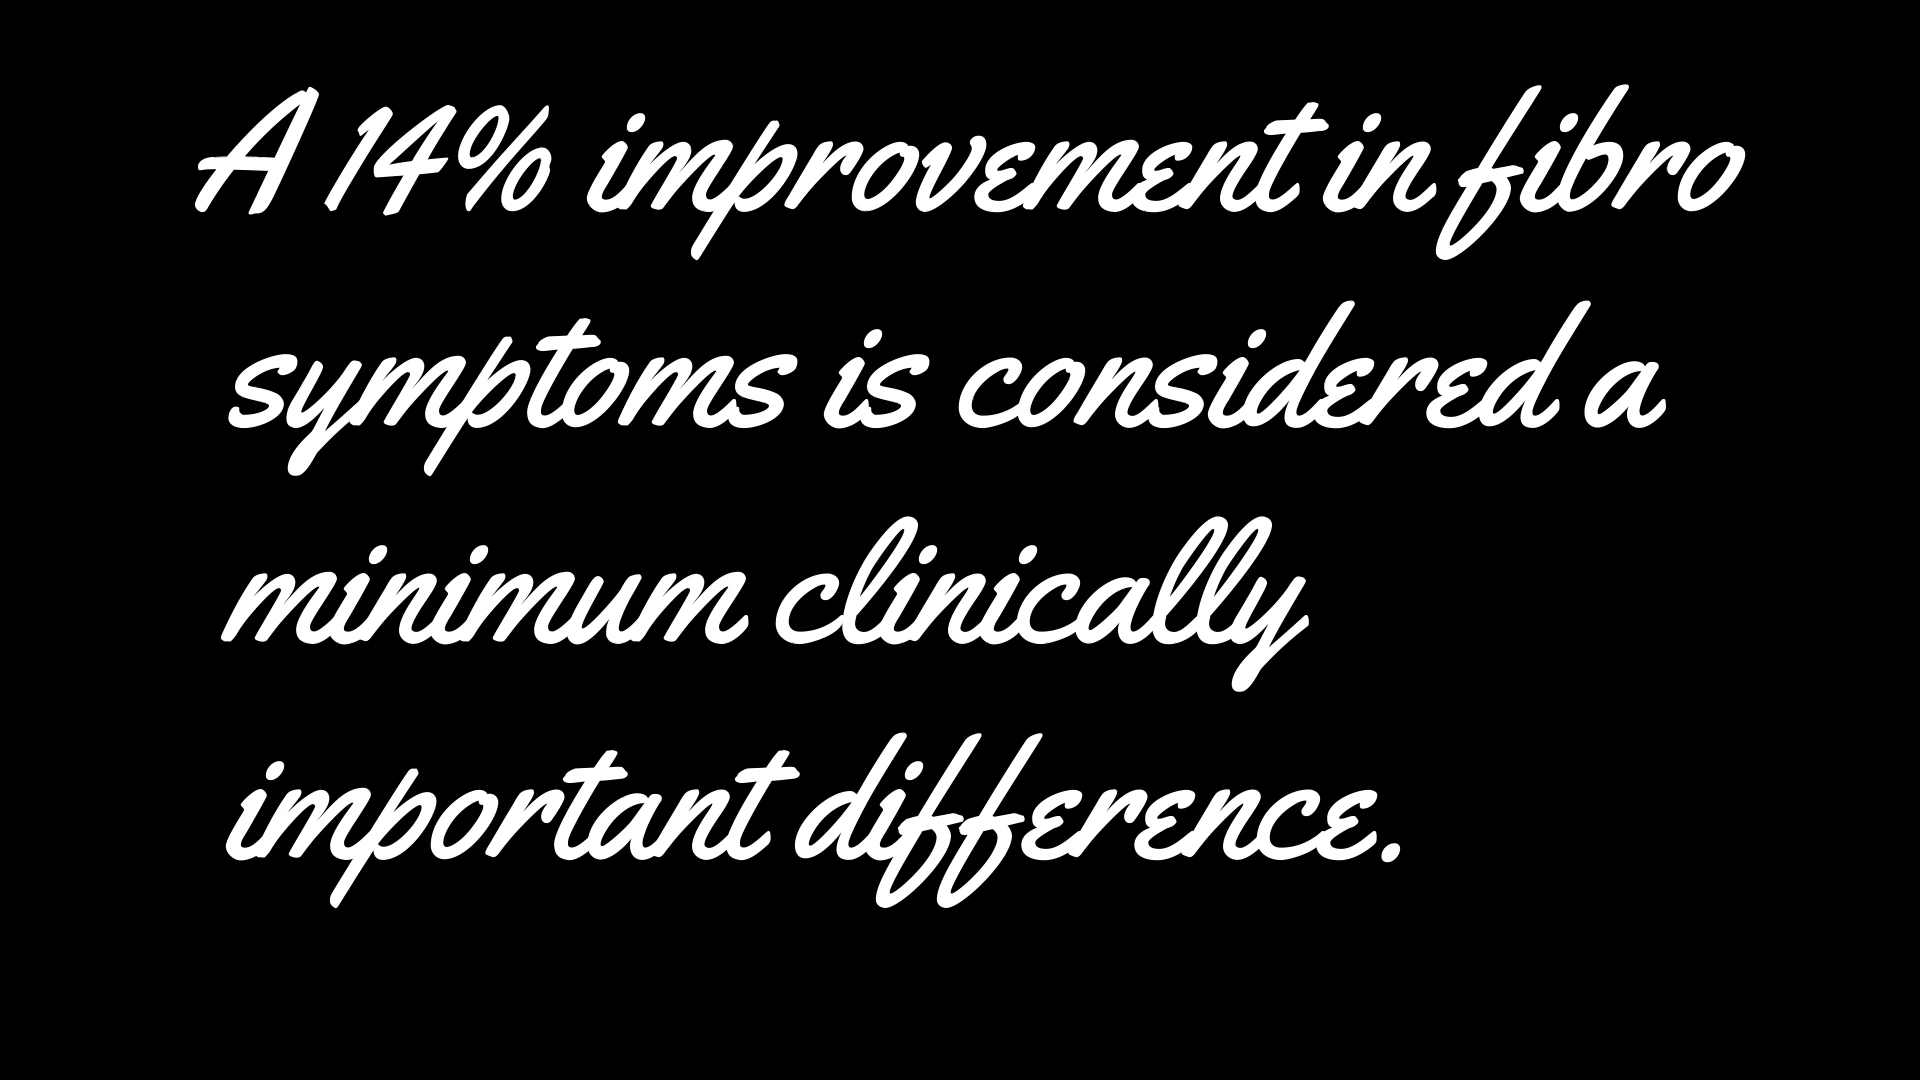 A 14% improvement in fibro
symptoms is considered a
minimum clinically
important difference.